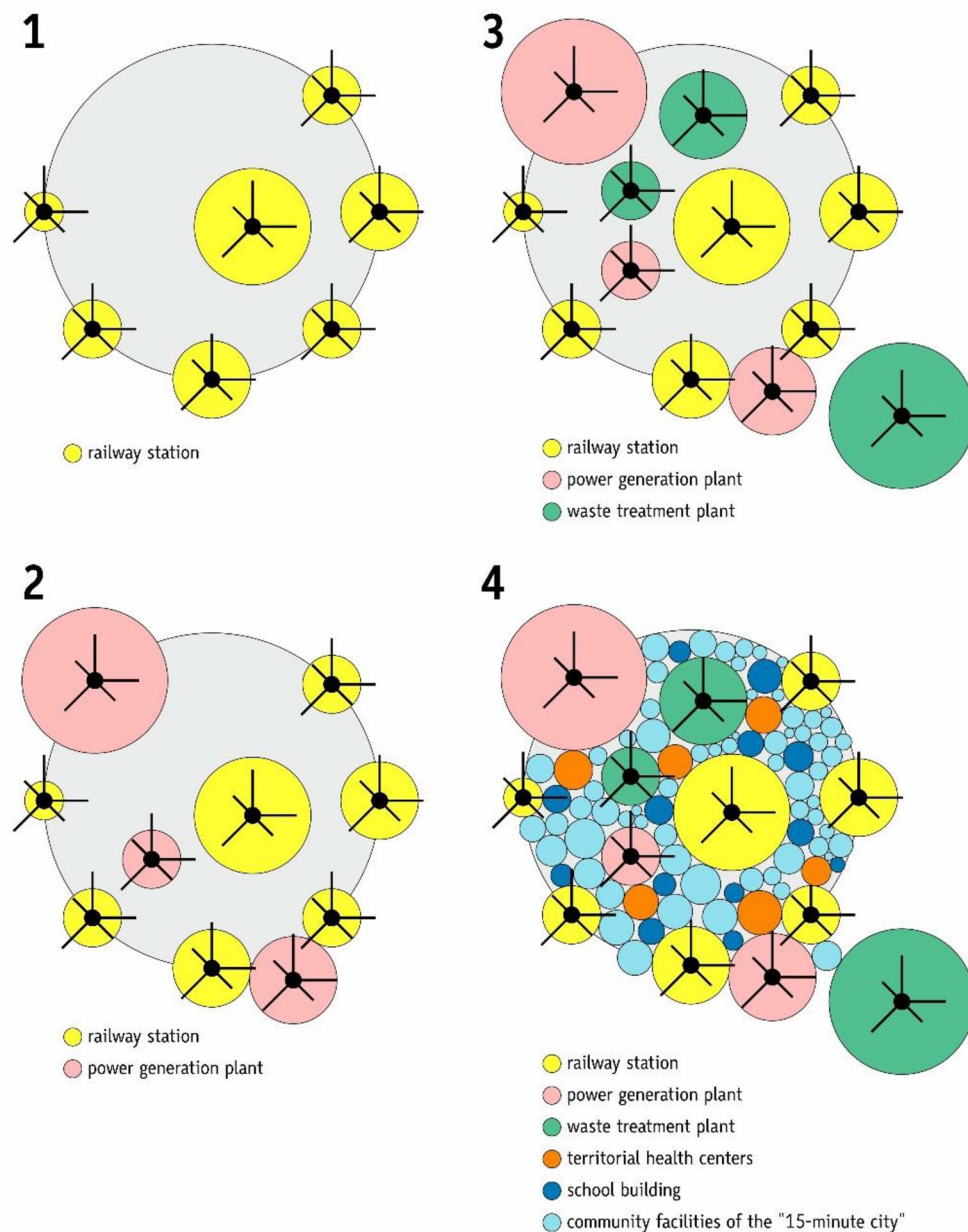 1
railway station
2
railway station
power generation plant
3
railway station
power generation plant
waste treatment plant
4
railway station
power generation plant
waste treatment plant
territorial health centers
school building
community facilities of the "15-minute city"